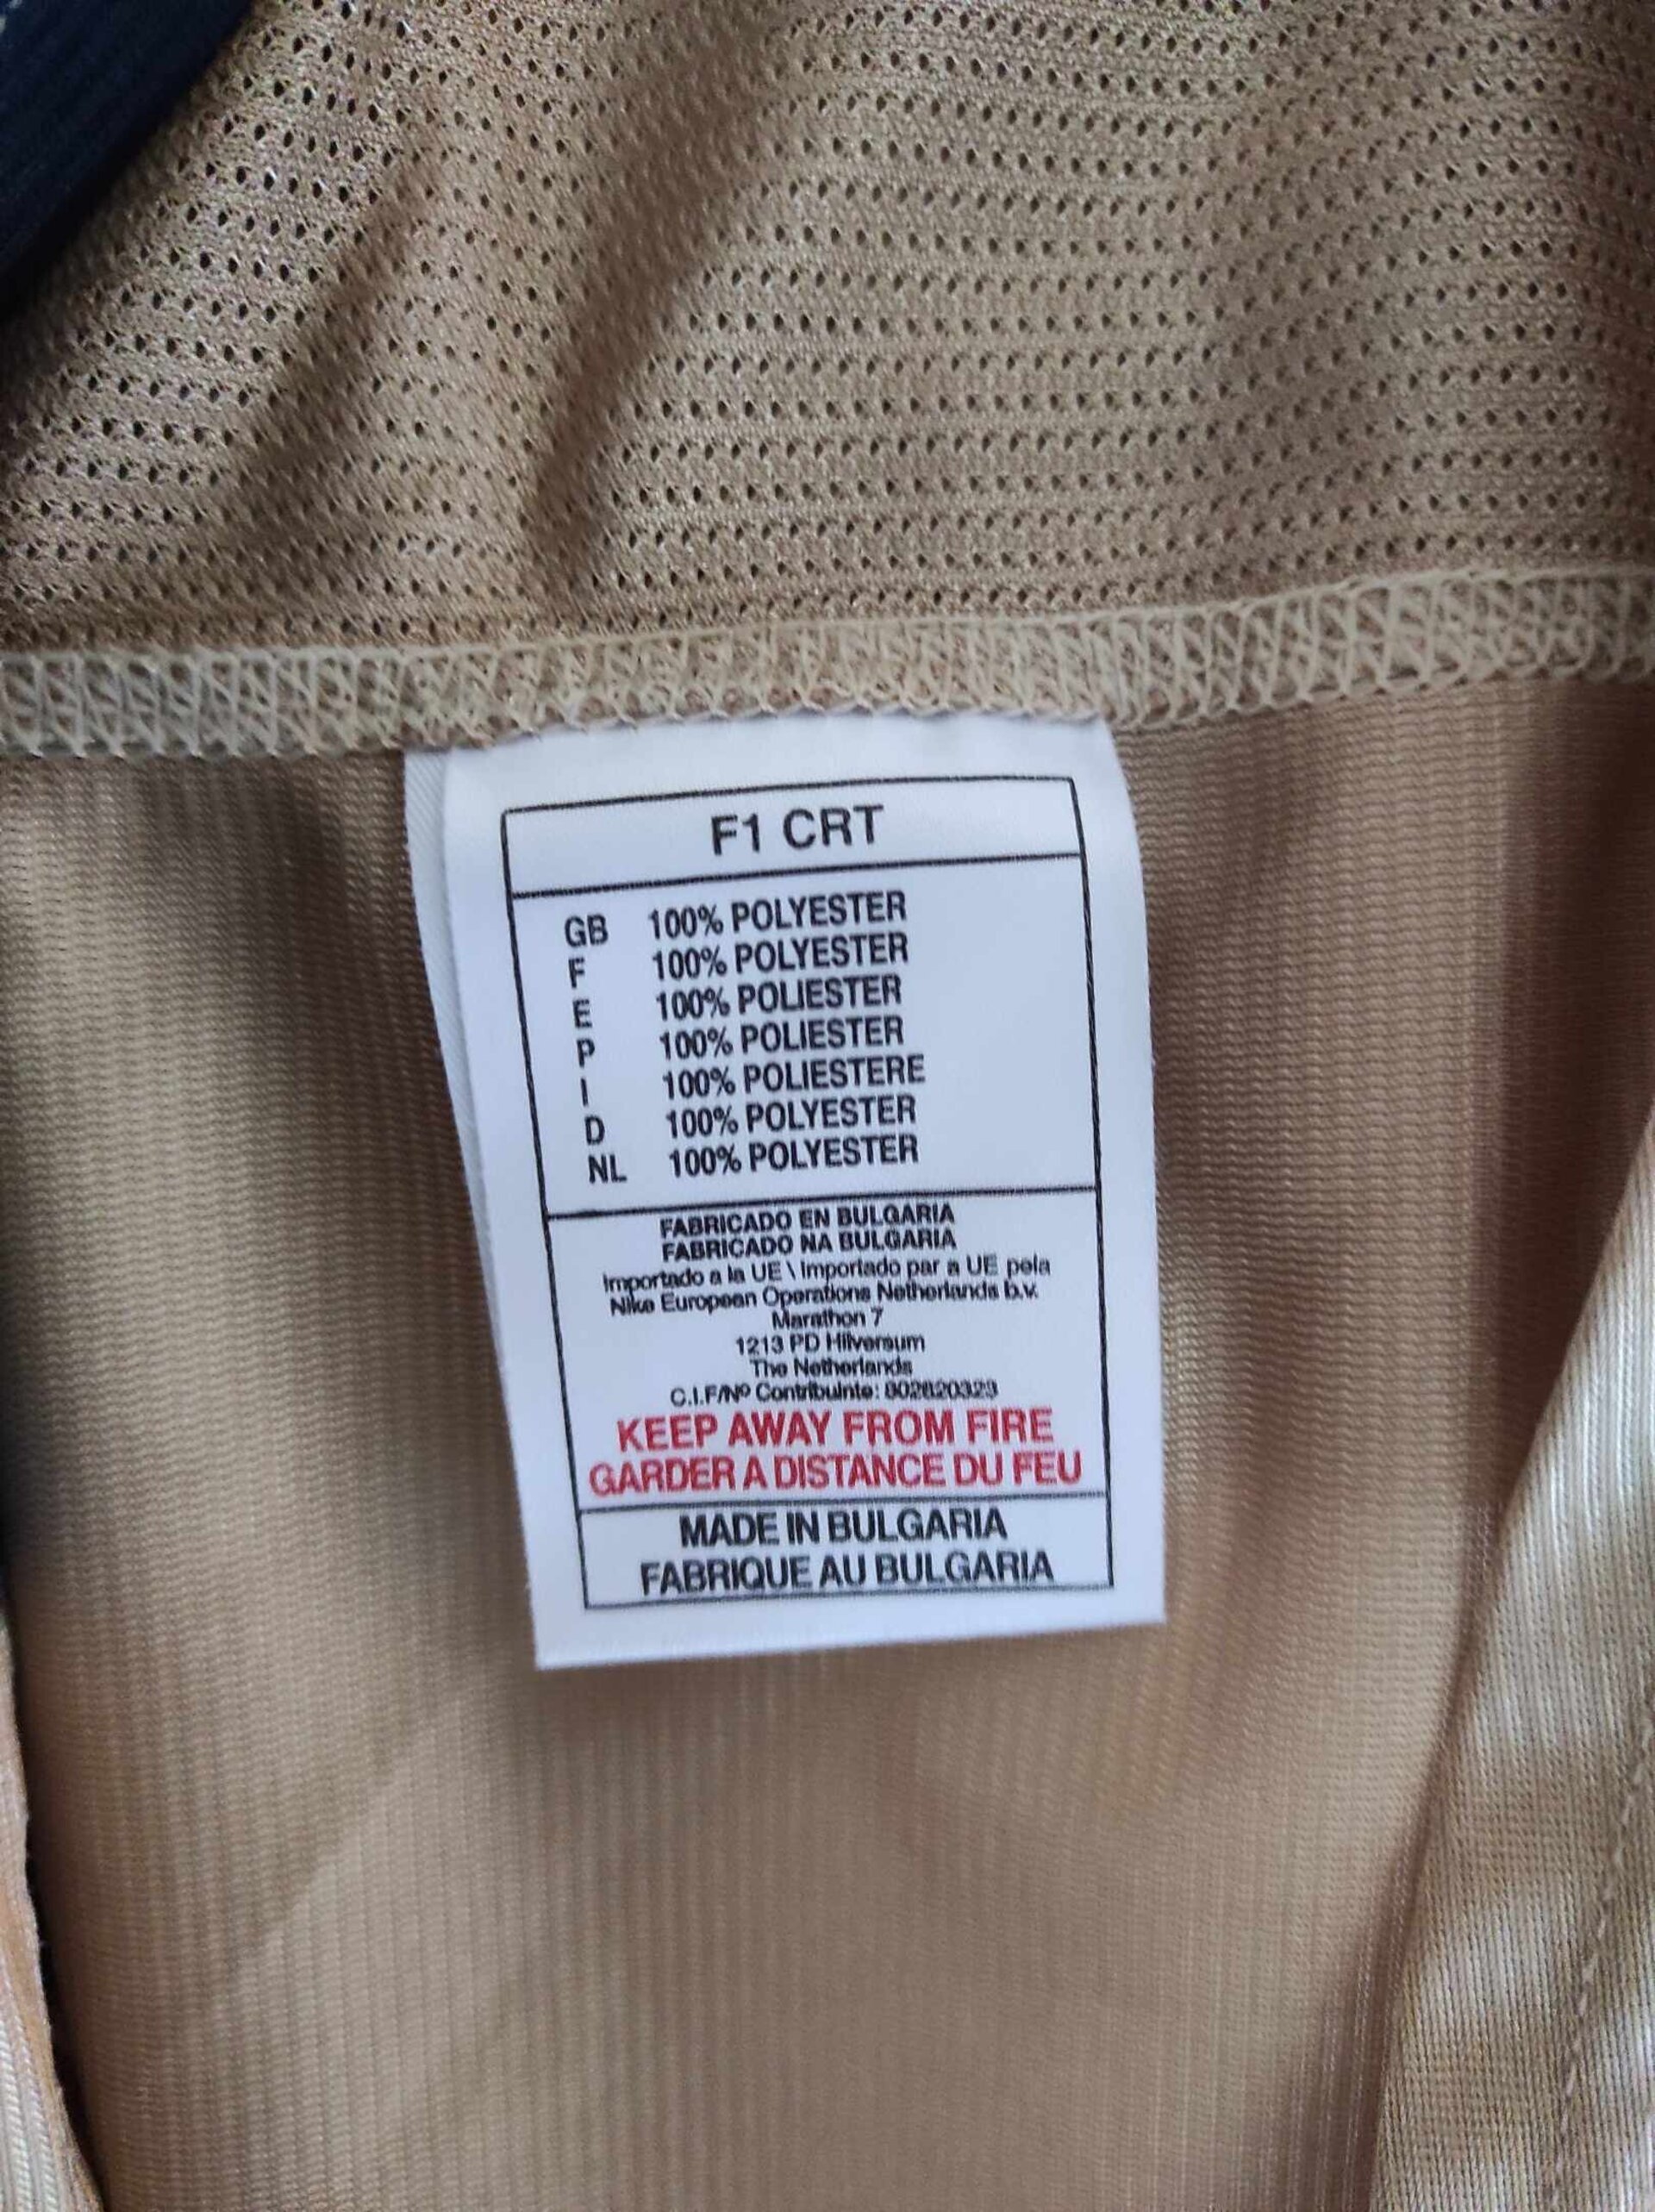 F1 CRT
GB 100% POLYESTER
F 100% POLYESTER
E 100% POLIESTER
P 100% POLIESTER
I 100% POLIESTERE
D 100% POLYESTER
NL 100% POLYESTER
FABRICADO EN BULGARIA
FABRICADO NA BULGARIA
Importado a la UE \ Importado par a UE pela
Nike European Operations Netherlands b.v.
Marathon 7
1213 PD Hilversum
The Netherlands
C.I.F/Nº Contribuinte: 802820323
KEEP AWAY FROM FIRE
GARDER A DISTANCE DU FEU
MADE IN BULGARIA
FABRIQUE AU BULGARIA